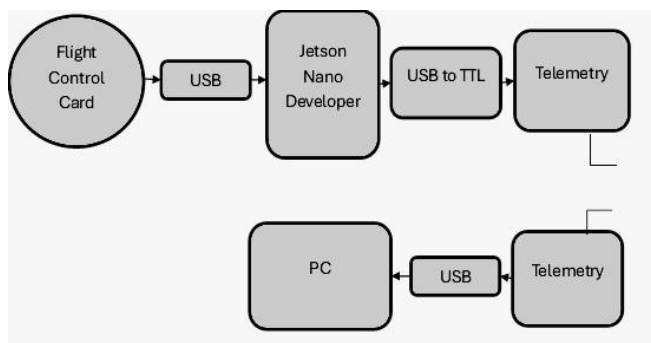 Flight
Control
Card
USB
Jetson
Nano
Developer
USB to TTL
Telemetry
PC
USB
Telemetry